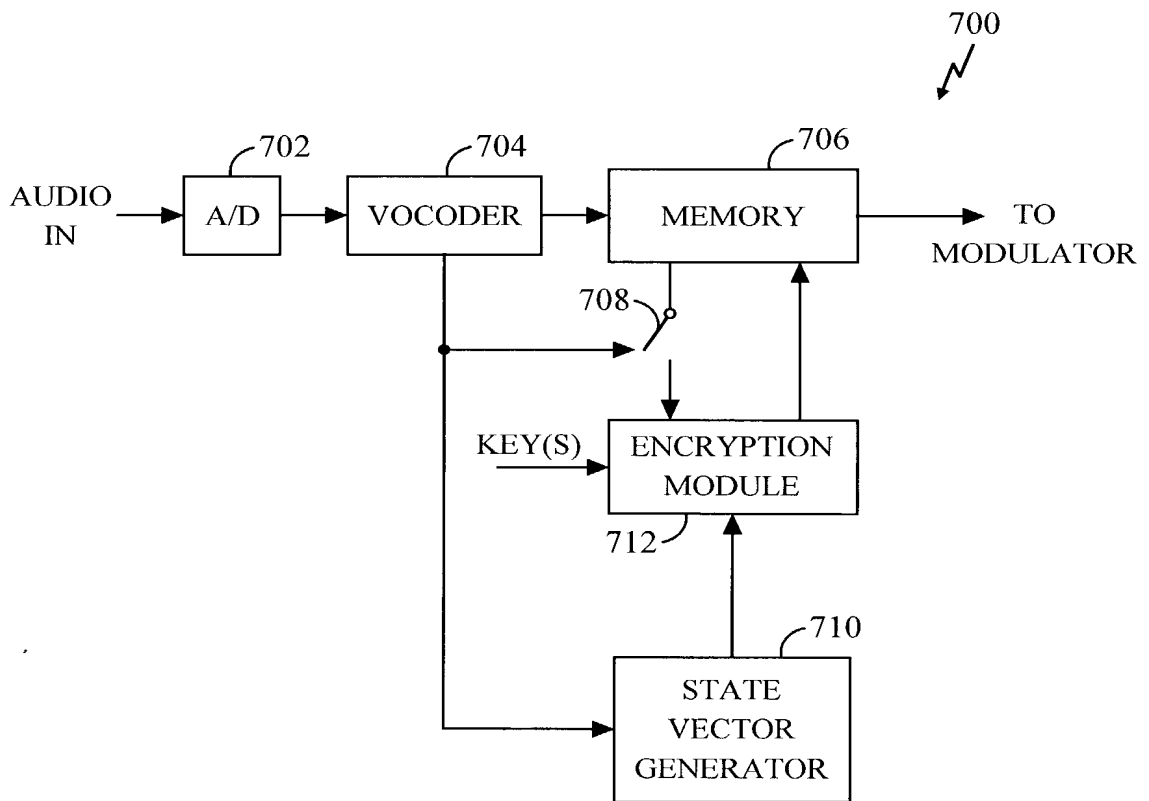 700
702
704
706
AUDIO
IN
A/D
VOCODER
MEMORY
TO
MODULATOR
708
KEY(S)
ENCRYPTION
MODULE
712
710
STATE
VECTOR
GENERATOR